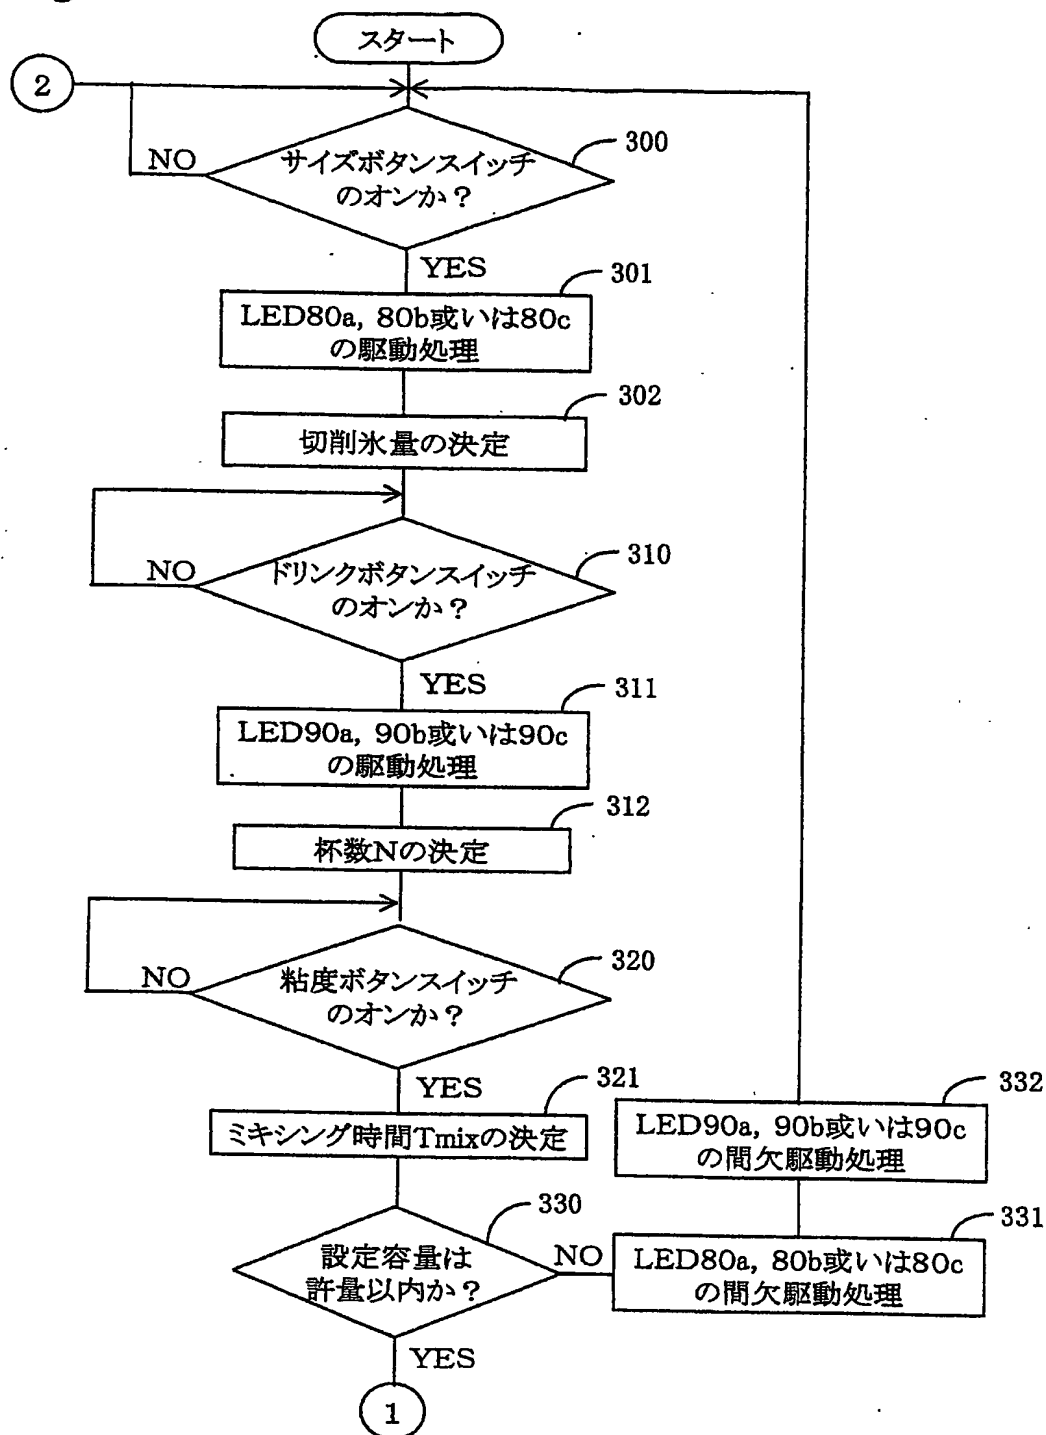 スタート
2
300
NO
サイズボタンスイッチ
のオンか？
YES
301
LED80a, 80b或いは80c
の駆動処理
302
切削氷量の決定
310
NO
ドリンクボタンスイッチ
のオンか？
YES
311
LED90a, 90b或いは90c
の駆動処理
312
杯数Nの決定
320
NO
粘度ボタンスイッチ
のオンか？
YES
321
ミキシング時間Tmixの決定
332
LED90a, 90b或いは90c
の間欠駆動処理
330
設定容量は
許量以内か？
NO
331
LED80a, 80b或いは80c
の間欠駆動処理
YES
1